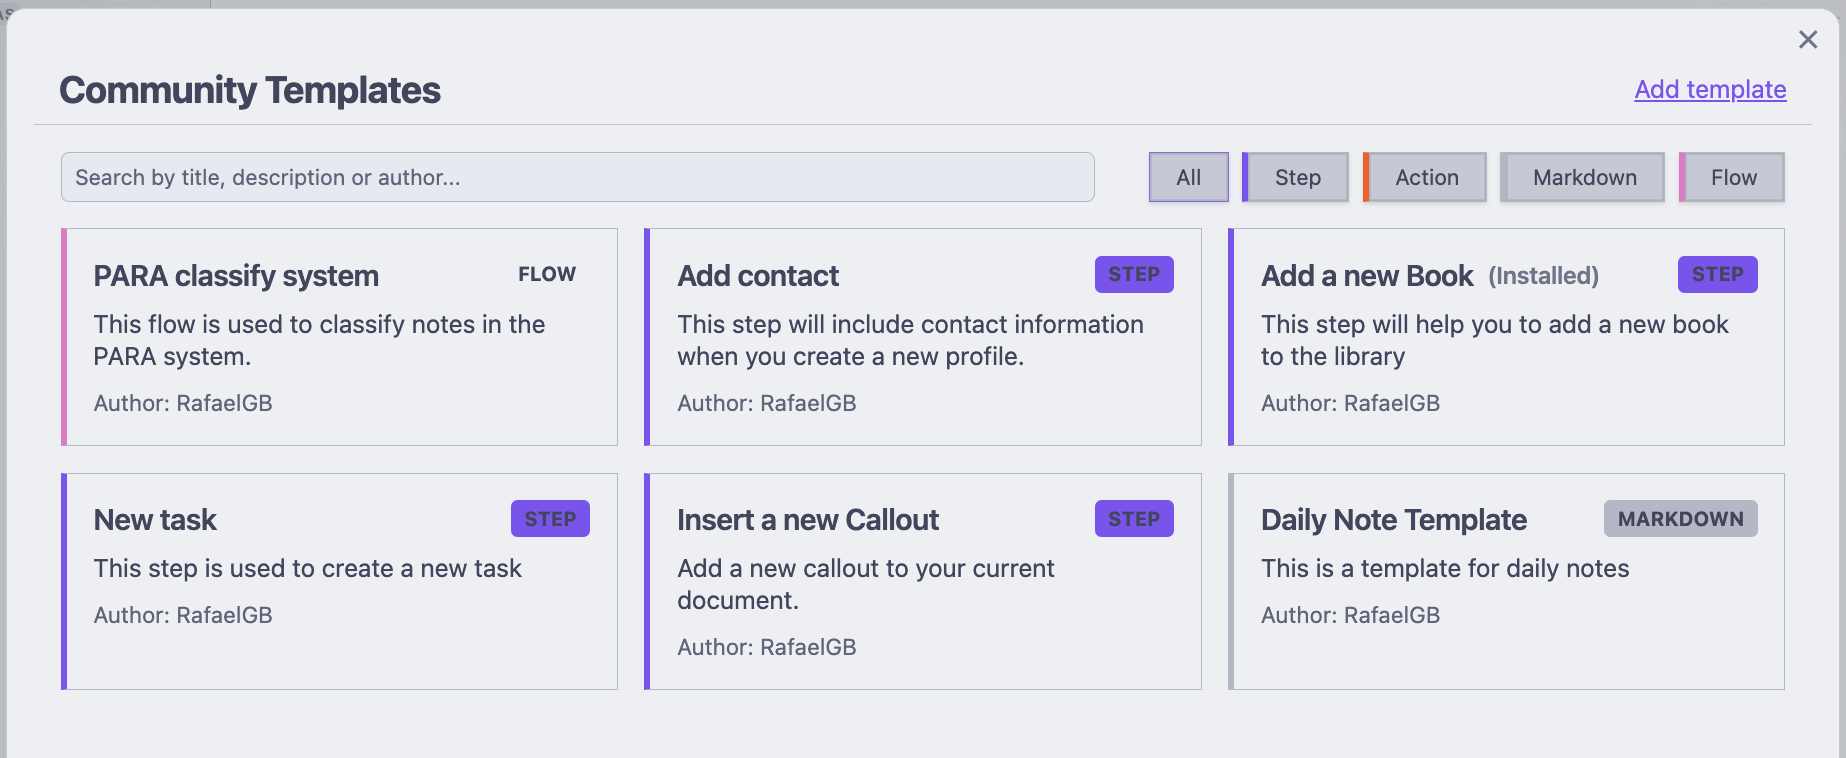 Community Templates
Add template
Search by title, description or author...
All
Step
Action
Markdown
Flow
PARA classify system
FLOW
This flow is used to classify notes in the
PARA system.
Author: RafaelGB
Add contact
STEP
This step will include contact information
when you create a new profile.
Author: RafaelGB
Add a new Book (Installed)
STEP
This step will help you to add a new book
to the library
Author: RafaelGB
New task
STEP
This step is used to create a new task
Author: RafaelGB
Insert a new Callout
STEP
Add a new callout to your current
document.
Author: RafaelGB
Daily Note Template
MARKDOWN
This is a template for daily notes
Author: RafaelGB